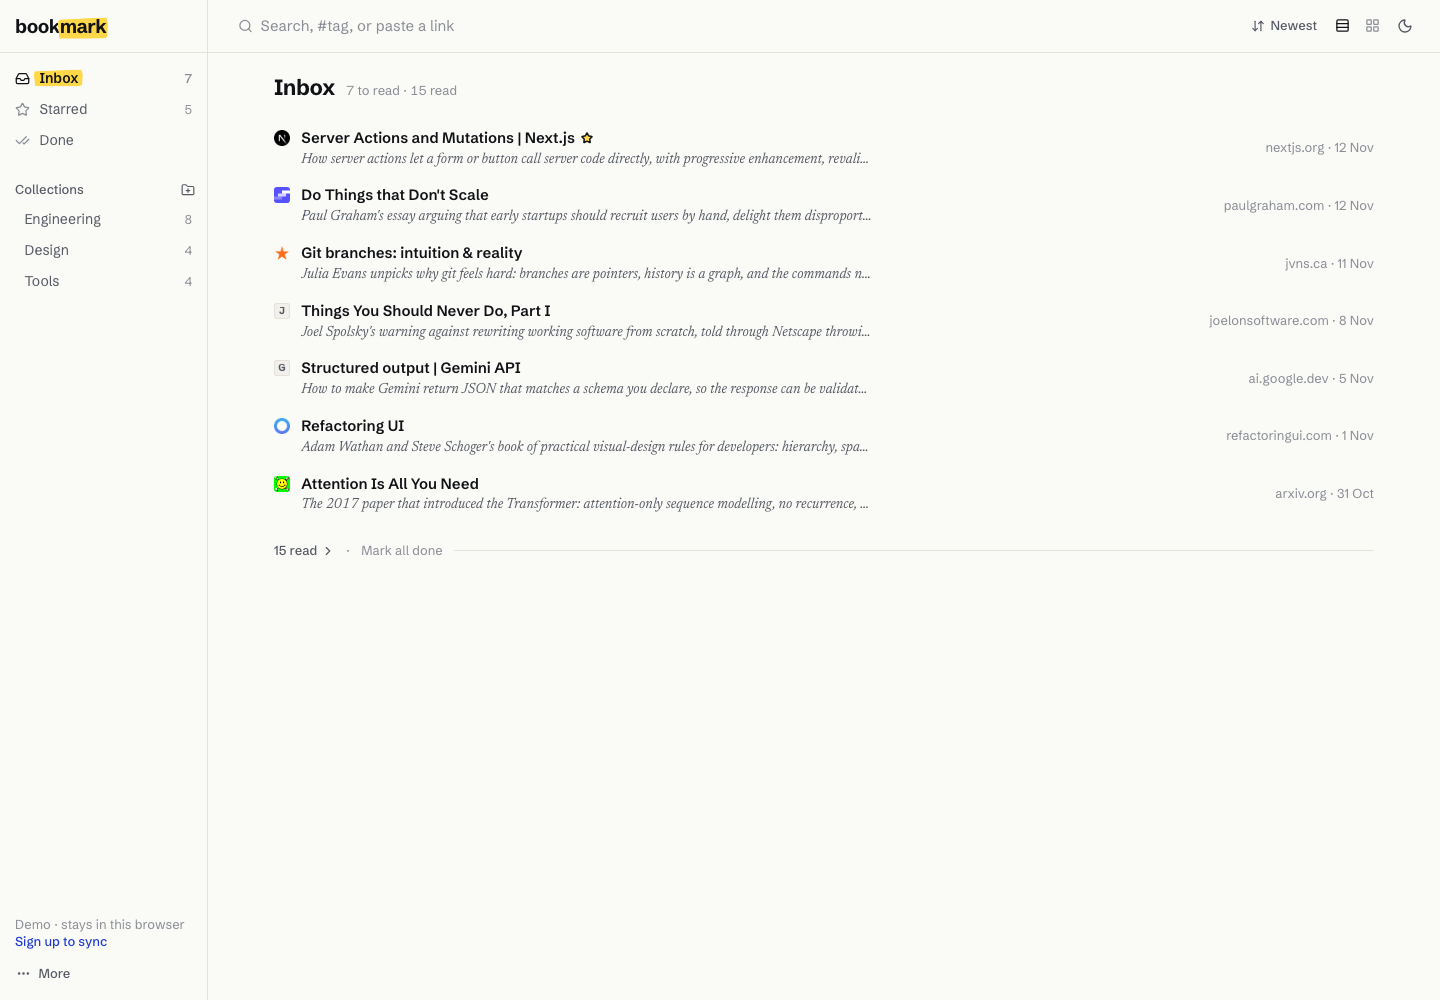 bookmark
Search, #tag, or paste a link
Newest
Inbox 7
Starred 5
Done
Collections
Engineering 8
Design 4
Tools 4
Demo · stays in this browser
Sign up to sync
More
Inbox 7 to read · 15 read
N Server Actions and Mutations | Next.js
How server actions let a form or button call server code directly, with progressive enhancement, revali...
nextjs.org · 12 Nov
Do Things that Don't Scale
Paul Graham's essay arguing that early startups should recruit users by hand, delight them disproport...
paulgraham.com · 12 Nov
Git branches: intuition & reality
Julia Evans unpicks why git feels hard: branches are pointers, history is a graph, and the commands n...
jvns.ca · 11 Nov
J Things You Should Never Do, Part I
Joel Spolsky's warning against rewriting working software from scratch, told through Netscape throwi...
joelonsoftware.com · 8 Nov
G Structured output | Gemini API
How to make Gemini return JSON that matches a schema you declare, so the response can be validat...
ai.google.dev · 5 Nov
Refactoring UI
Adam Wathan and Steve Schoger's book of practical visual-design rules for developers: hierarchy, spa...
refactoringui.com · 1 Nov
Attention Is All You Need
The 2017 paper that introduced the Transformer: attention-only sequence modelling, no recurrence, ...
arxiv.org · 31 Oct
15 read · Mark all done